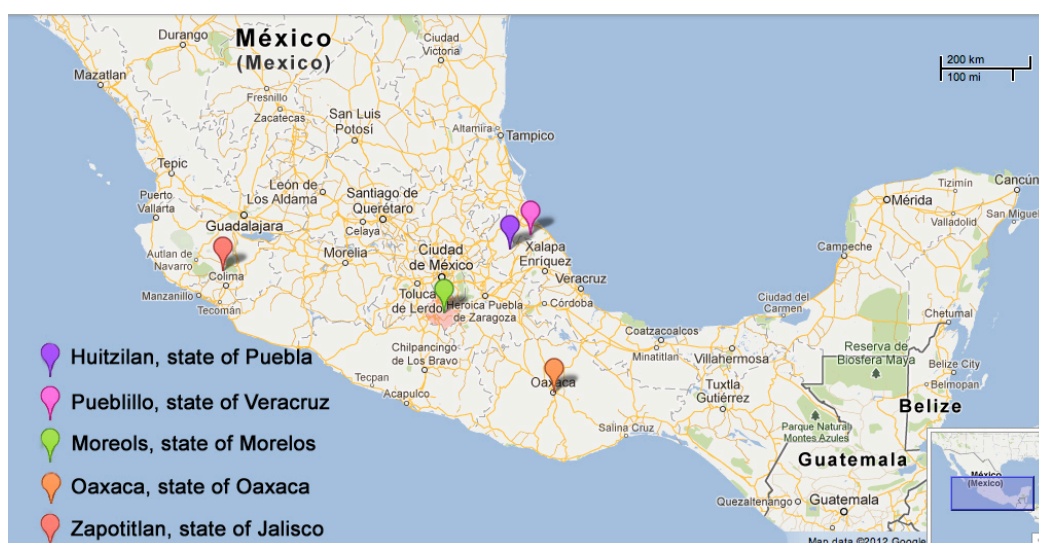 Durango
México
(Mexico)
Ciudad
Victoria
200 km
100 mi
Mazatlan
Fresnillo
Zacatecas
San Luis
Potosí
Altamira
Tampico
Tepic
León de
Los Aldama
Santiago de
Querétaro
Puerto
Vallarta
Guadalajara
Celaya
Mérida
Tizimín
Cancún
Valladolid
San Miguel
Autlan de
Navarro
Colima
Morelia
Ciudad
de México
Xalapa
Enríquez
Campeche
Manzanillo
Tecomán
Toluca
de Lerdo
Heroica Puebla
de Zaragoza
Veracruz
Córdoba
Ciudad del
Carmen
Chetumal
Chilpancingo
de Los Bravo
Coatzacoalcos
Minatitlan
Villahermosa
Reserva de
Biosfera Maya
Belize City
Belmopan
Tecpan
Acapulco
Oaxaca
Tuxtla
Gutiérrez
Belize
Salina Cruz
Parque Natural
Montes Azules
Guatemala
Quezaltenango
Guatemala
México
(Mexico)
Map data ©2012 Google
Huitzilan, state of Puebla
Pueblillo, state of Veracruz
Moreols, state of Morelos
Oaxaca, state of Oaxaca
Zapotitlan, state of Jalisco